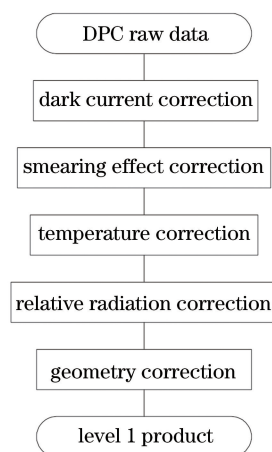 DPC raw data
dark current correction
smearing effect correction
temperature correction
relative radiation correction
geometry correction
level 1 product